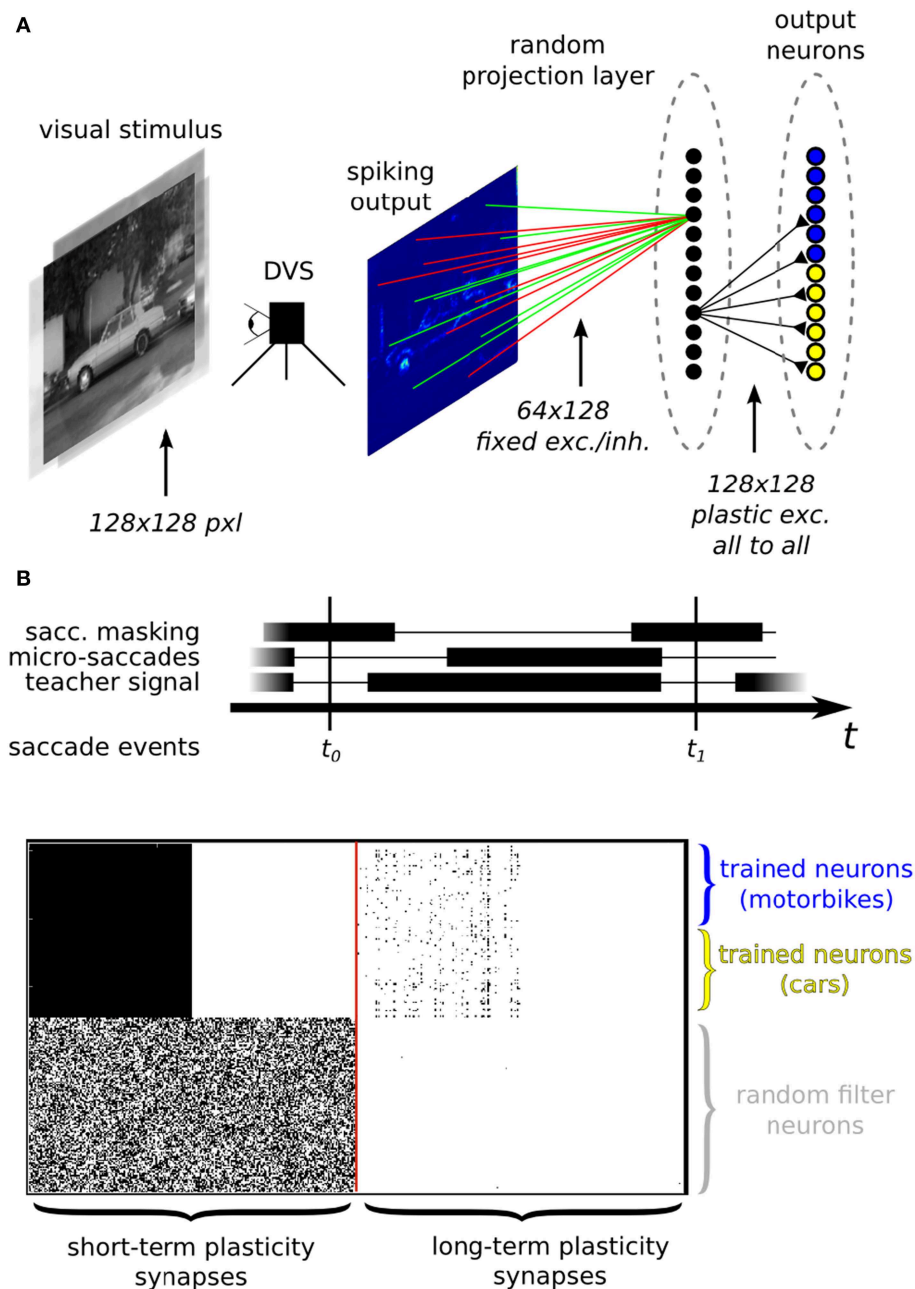 A
visual stimulus
random
projection layer
output
neurons
spiking
output
DVS
64x128
fixed exc./inh.
128x128 pxl
128x128
plastic exc.
all to all
B
sacc. masking
micro-saccades
teacher signal
saccade events
t0
t1
t
trained neurons
(motorbikes)
trained neurons
(cars)
random filter
neurons
short-term plasticity
synapses
long-term plasticity
synapses